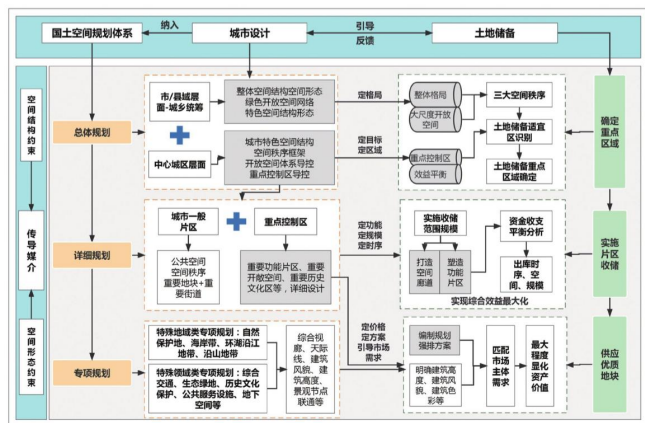 国土空间规划体系
纳入
城市设计
引导
反馈
土地储备
空间结构约束
传导媒介
空间形态约束
总体规划
市/县域层
面-城乡统筹
中心城区层面
整体空间结构空间形态
绿色开放空间网络
特色空间结构形态
城市特色空间结构
空间秩序框架
开放空间体系导控
重点控制区导控
定格局
定目标
定区域
整体格局
大尺度开放
空间
重点控制区
效益平衡
三大空间秩序
土地储备适宜
区识别
土地储备重点
区域确定
确定
重点
区域
详细规划
城市一般
片区
重点控制区
公共空间
空间秩序
重要地块+重
要街道
重要功能片区、重要
开敞空间、重要历史
文化区等，详细设计
定功能
定规模
定时序
实施收储
范围规模
打造
空间
廊道
塑造
功能
片区
资金收支
平衡分析
出库时
序、空
间、规模
实现综合效益最大化
实施
片区
收储
专项规划
特殊地域类专项规划：自然
保护地、海岸带、环湖沿江
地带、沿山地带
特殊领域类专项规划：综合
交通、生态绿地、历史文化
保护、公共服务设施、地下
空间等
综合视
廊、天际
线、建筑
风貌、建
筑高度、
景观节点
联通等
定价格
定方案
引导市场
需求
编制规划
强排方案
明确建筑高
度、建筑风
貌、建筑色
彩等
匹配
市场
主体
需求
最大
程度
显化
资产
价值
供应
优质
地块